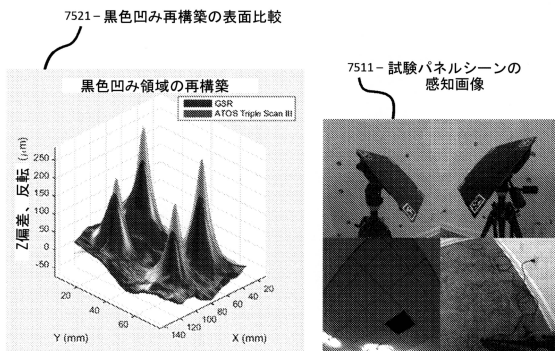 7521 – 黒色凹み再構築の表面比較
7511 – 試験パネルシーンの
感知画像
黒色凹み領域の再構築
GSR
ATOS Triple Scan III
Z偏差、反転 (μm)
250
200
150
100
50
0
-50
20
40
60
Y (mm)
140
120
100
80
60
40
20
X (mm)